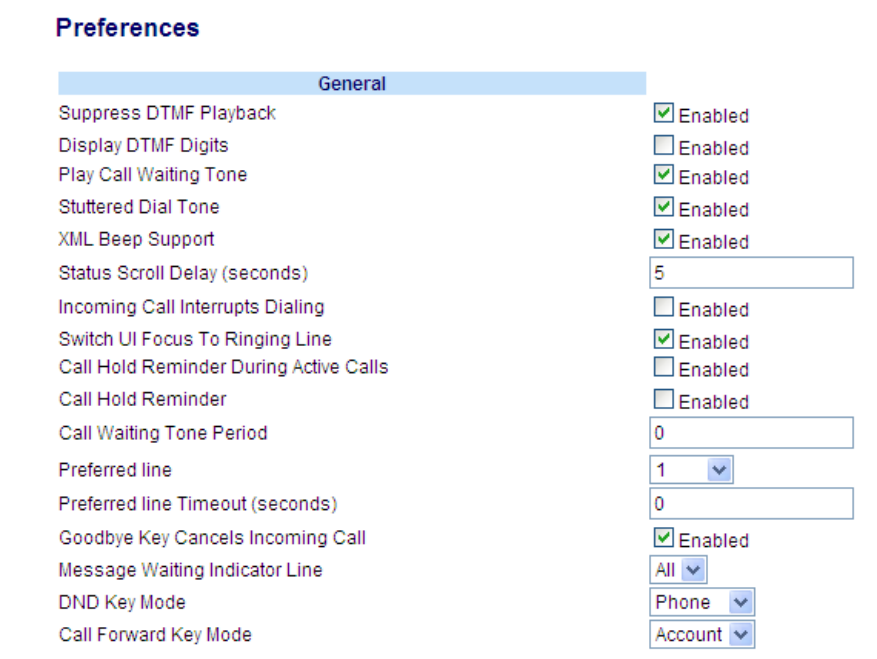 Preferences
General
Suppress DTMF Playback Enabled
Display DTMF Digits Enabled
Play Call Waiting Tone Enabled
Stuttered Dial Tone Enabled
XML Beep Support Enabled
Status Scroll Delay (seconds) 5
Incoming Call Interrupts Dialing Enabled
Switch UI Focus To Ringing Line Enabled
Call Hold Reminder During Active Calls Enabled
Call Hold Reminder Enabled
Call Waiting Tone Period 0
Preferred line 1
Preferred line Timeout (seconds) 0
Goodbye Key Cancels Incoming Call Enabled
Message Waiting Indicator Line All
DND Key Mode Phone
Call Forward Key Mode Account